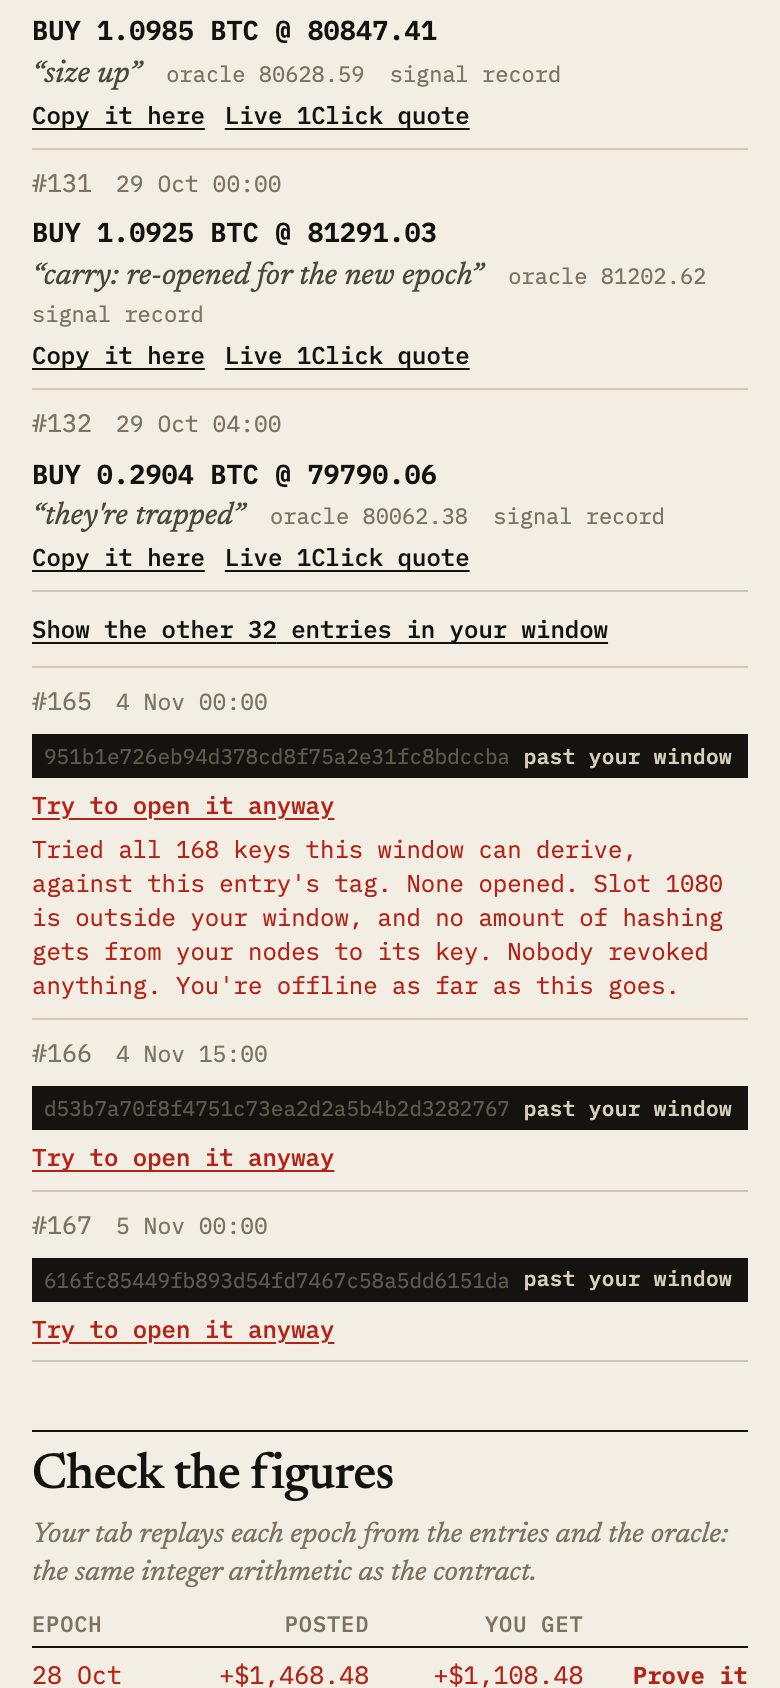 BUY 1.0985 BTC @ 80847.41
“size up” oracle 80628.59 signal record
Copy it here Live 1Click quote
#131 29 Oct 00:00
BUY 1.0925 BTC @ 81291.03
“carry: re-opened for the new epoch” oracle 81202.62
signal record
Copy it here Live 1Click quote
#132 29 Oct 04:00
BUY 0.2904 BTC @ 79790.06
“they're trapped” oracle 80062.38 signal record
Copy it here Live 1Click quote
Show the other 32 entries in your window
#165 4 Nov 00:00
951b1e726eb94d378cd8f75a2e31fc8bdccba past your window
Try to open it anyway
Tried all 168 keys this window can derive,
against this entry's tag. None opened. Slot 1080
is outside your window, and no amount of hashing
gets from your nodes to its key. Nobody revoked
anything. You're offline as far as this goes.
#166 4 Nov 15:00
d53b7a70f8f4751c73ea2d2a5b4b2d3282767 past your window
Try to open it anyway
#167 5 Nov 00:00
616fc85449fb893d54fd7467c58a5dd6151da past your window
Try to open it anyway
Check the figures
Your tab replays each epoch from the entries and the oracle:
the same integer arithmetic as the contract.
EPOCH POSTED YOU GET
28 Oct +$1,468.48 +$1,108.48 Prove it